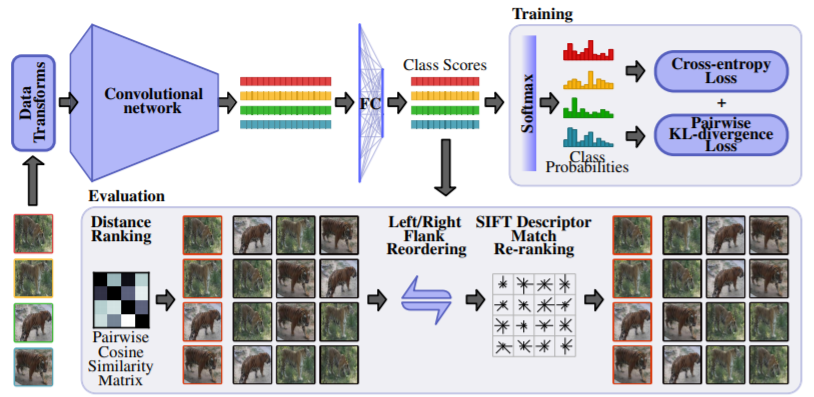 Training
Data
Transforms
Convolutional
network
FC
Class Scores
Softmax
Class
Probabilities
Cross-entropy
Loss
+
Pairwise
KL-divergence
Loss
Evaluation
Distance
Ranking
Pairwise
Cosine
Similarity
Matrix
Left/Right
Flank
Reordering
SIFT Descriptor
Match
Re-ranking